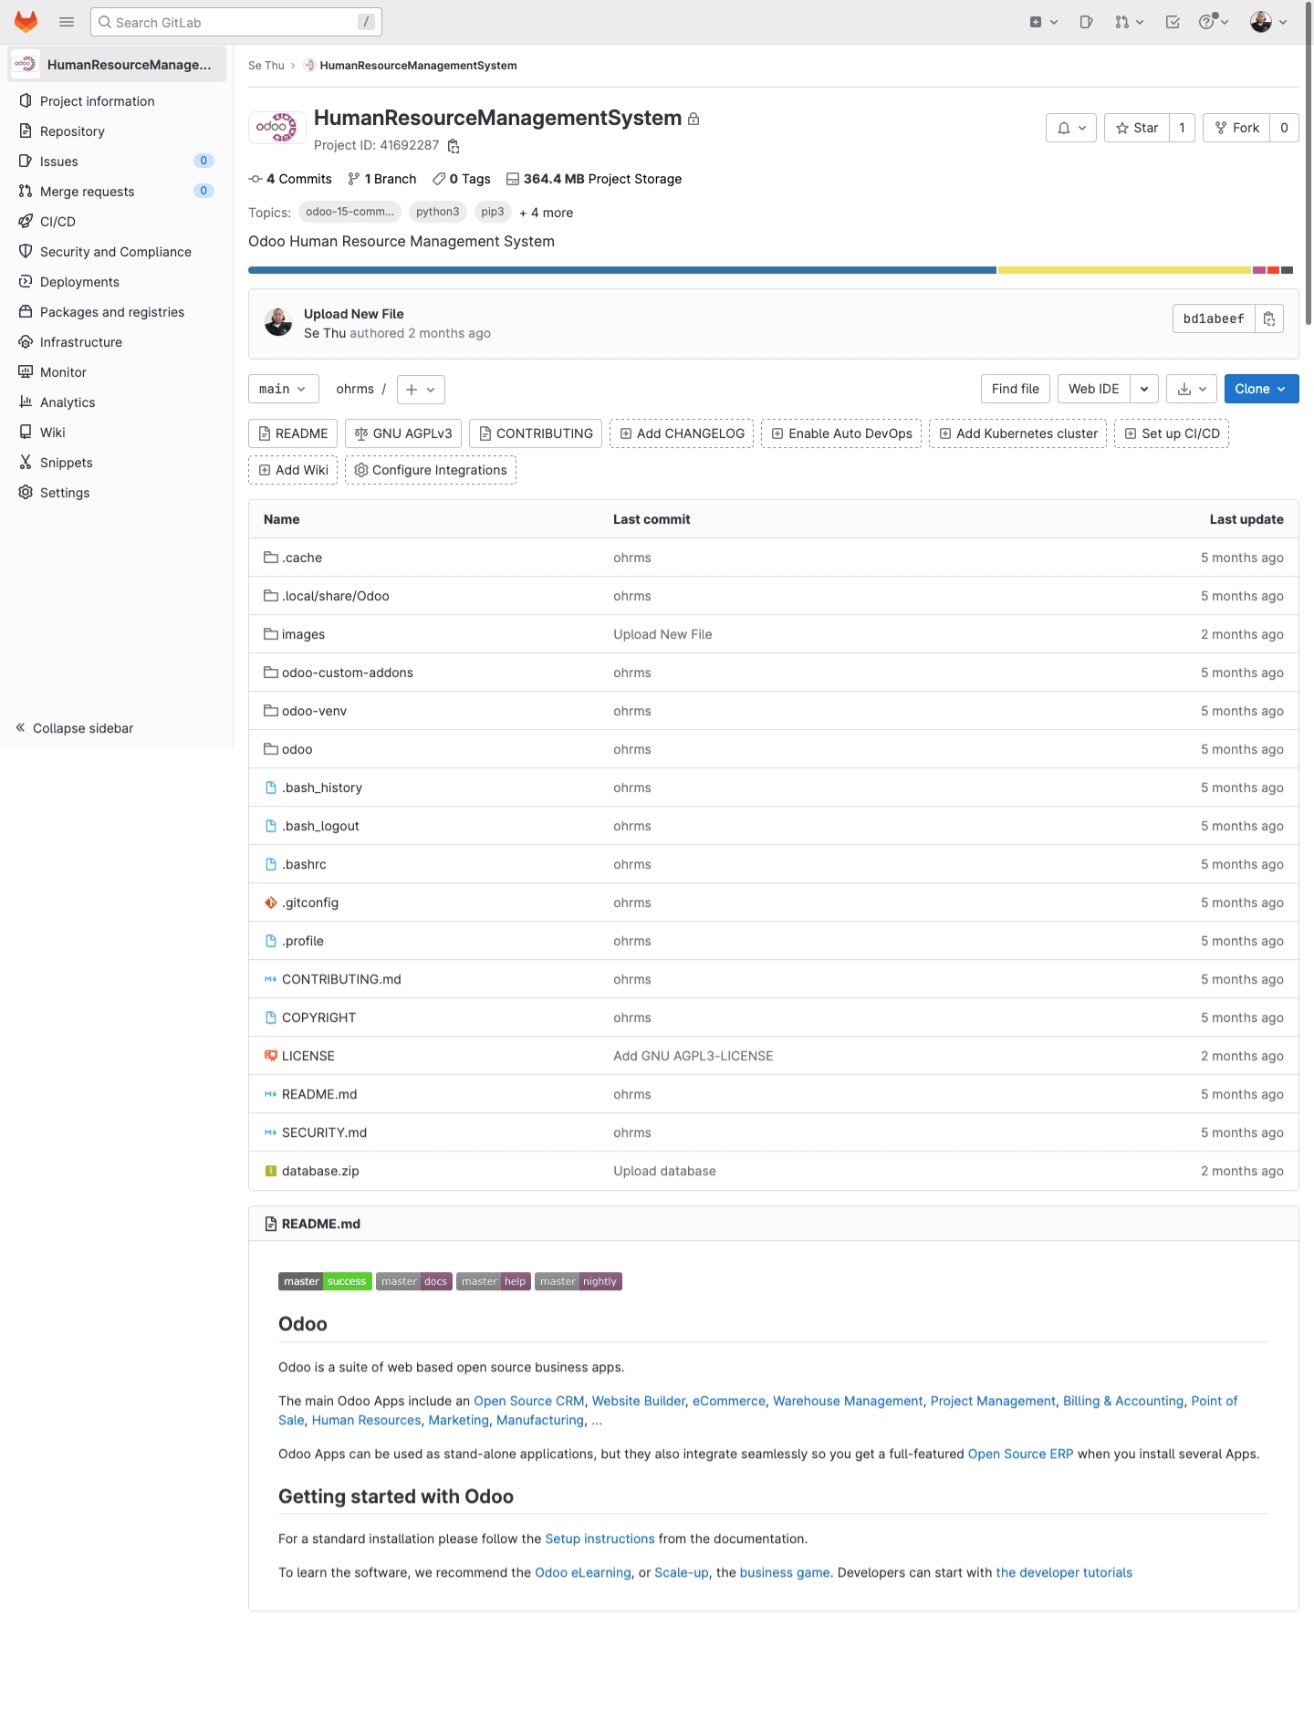 Search GitLab /
HumanResourceManage...
Project information
Repository
Issues 0
Merge requests 0
CI/CD
Security and Compliance
Deployments
Packages and registries
Infrastructure
Monitor
Analytics
Wiki
Snippets
Settings
Collapse sidebar
Se Thu › HumanResourceManagementSystem
odoo
HumanResourceManagementSystem
Project ID: 41692287
Star 1 Fork 0
4 Commits 1 Branch 0 Tags 364.4 MB Project Storage
Topics: odoo-15-comm... python3 pip3 + 4 more
Odoo Human Resource Management System
Upload New File
Se Thu authored 2 months ago
bd1abeef
main ohrms / + Find file Web IDE Clone
README GNU AGPLv3 CONTRIBUTING Add CHANGELOG Enable Auto DevOps Add Kubernetes cluster Set up CI/CD
Add Wiki Configure Integrations
Name Last commit Last update
.cache ohrms 5 months ago
.local/share/Odoo ohrms 5 months ago
images Upload New File 2 months ago
odoo-custom-addons ohrms 5 months ago
odoo-venv ohrms 5 months ago
odoo ohrms 5 months ago
.bash_history ohrms 5 months ago
.bash_logout ohrms 5 months ago
.bashrc ohrms 5 months ago
.gitconfig ohrms 5 months ago
.profile ohrms 5 months ago
CONTRIBUTING.md ohrms 5 months ago
COPYRIGHT ohrms 5 months ago
LICENSE Add GNU AGPL3-LICENSE 2 months ago
README.md ohrms 5 months ago
SECURITY.md ohrms 5 months ago
database.zip Upload database 2 months ago
README.md
master success master docs master help master nightly
Odoo
Odoo is a suite of web based open source business apps.
The main Odoo Apps include an Open Source CRM, Website Builder, eCommerce, Warehouse Management, Project Management, Billing & Accounting, Point of
Sale, Human Resources, Marketing, Manufacturing, ...
Odoo Apps can be used as stand-alone applications, but they also integrate seamlessly so you get a full-featured Open Source ERP when you install several Apps.
Getting started with Odoo
For a standard installation please follow the Setup instructions from the documentation.
To learn the software, we recommend the Odoo eLearning, or Scale-up, the business game. Developers can start with the developer tutorials